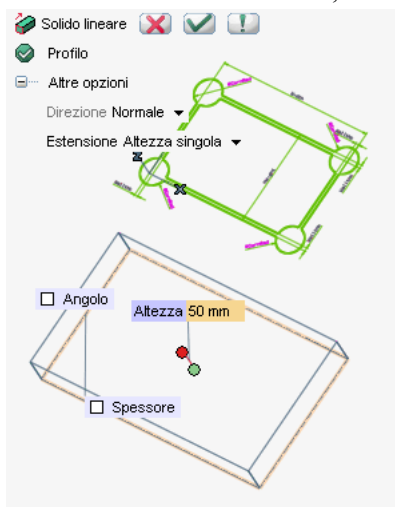 Solido lineare
Profilo
Altre opzioni
Direzione Normale
Estensione Altezza singola
z
x
Angolo
Altezza 50 mm
Spessore